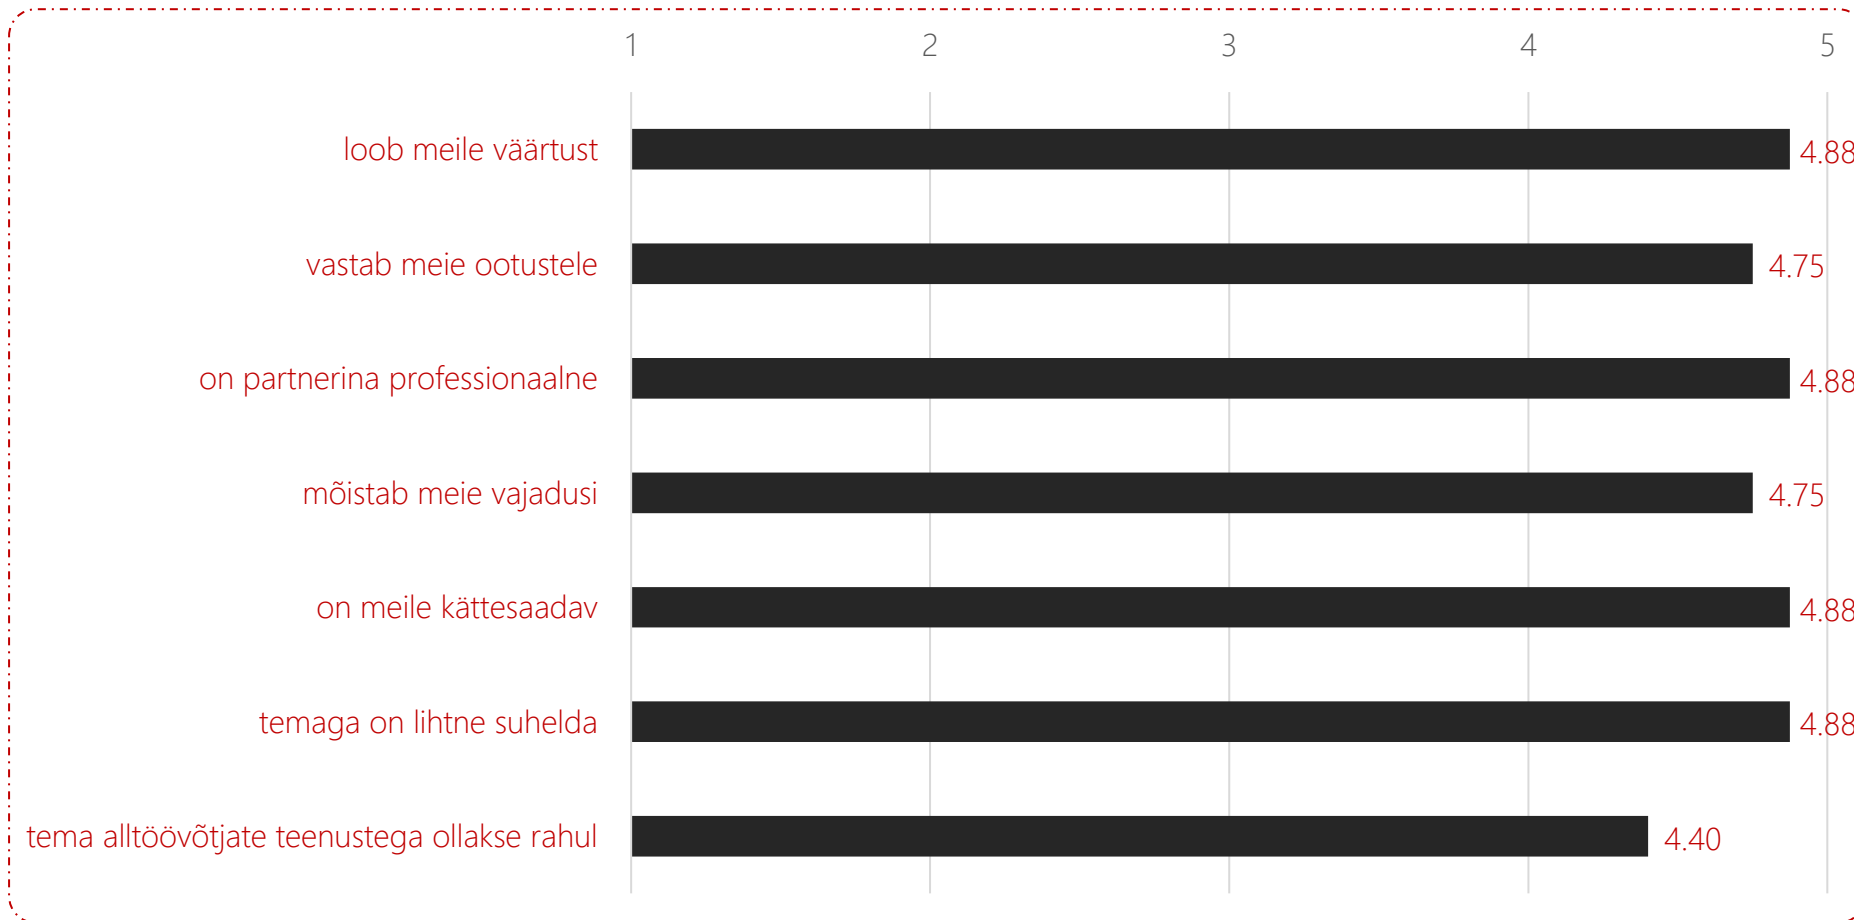 1 2 3 4 5
loob meile väärtust 4.88
vastab meie ootustele 4.75
on partnerina professionaalne 4.88
mõistab meie vajadusi 4.75
on meile kättesaadav 4.88
temaga on lihtne suhelda 4.88
tema alltöövõtjate teenustega ollakse rahul 4.40